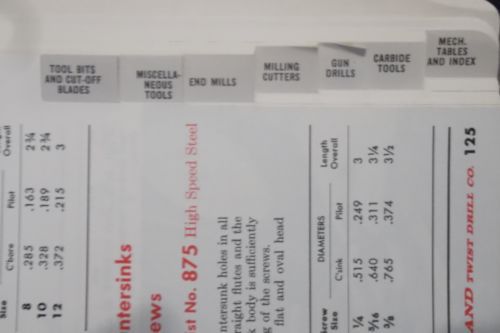 TOOL BITS
AND CUT-OFF
BLADES
MISCELLA-
NEOUS
TOOLS
END MILLS
MILLING
CUTTERS
GUN
DRILLS
CARBIDE
TOOLS
MECH.
TABLES
AND INDEX
Size C'bore Pilot Overall
8 .285 .163 2¾
10 .328 .189 2¾
12 .372 .215 3
ntersinks
ews
st No. 875 High Speed Steel
ntersunk holes in all
raight flutes and the
k body is sufficiently
g of the screws.
flat and oval head
DIAMETERS Length
crew C'sink Pilot Overall
Size
¼ .515 .249 3
5/16 .640 .311 3¼
⅜ .765 .374 3½
AND TWIST DRILL CO. 125